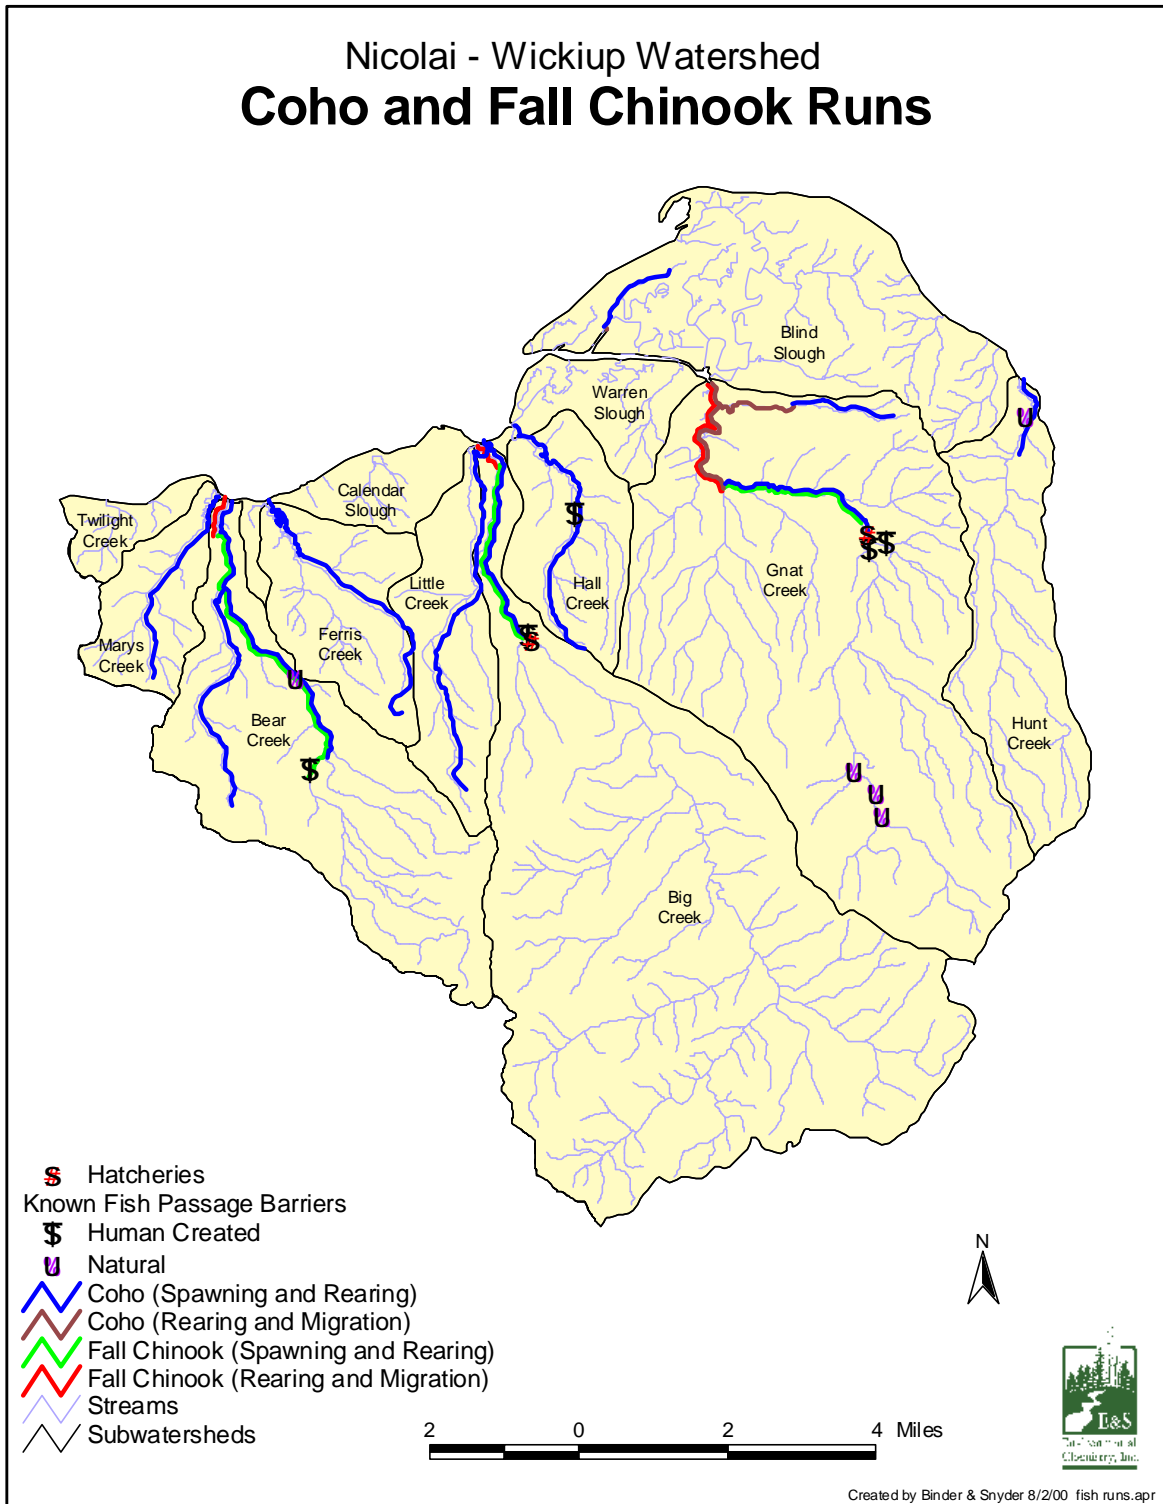 Nicolai - Wickiup Watershed
Coho and Fall Chinook Runs
Blind
Slough
Warren
Slough
Calendar
Slough
Twilight
Creek
Gnat
Creek
Little
Creek
Hall
Creek
Ferris
Creek
Marys
Creek
Bear
Creek
Hunt
Creek
Big
Creek
Hatcheries
Known Fish Passage Barriers
Human Created
Natural
Coho (Spawning and Rearing)
Coho (Rearing and Migration)
Fall Chinook (Spawning and Rearing)
Fall Chinook (Rearing and Migration)
Streams
Subwatersheds
N
2 0 2 4 Miles
E&S
Environmental
Chemistry, Inc.
Created by Binder & Snyder 8/2/00 fish runs.apr